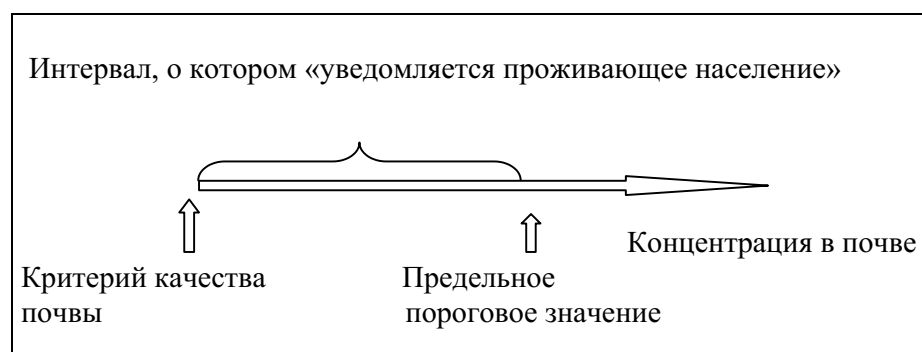 Интервал, о котором «уведомляется проживающее население»
Концентрация в почве
Критерий качества
почвы
Предельное
пороговое значение